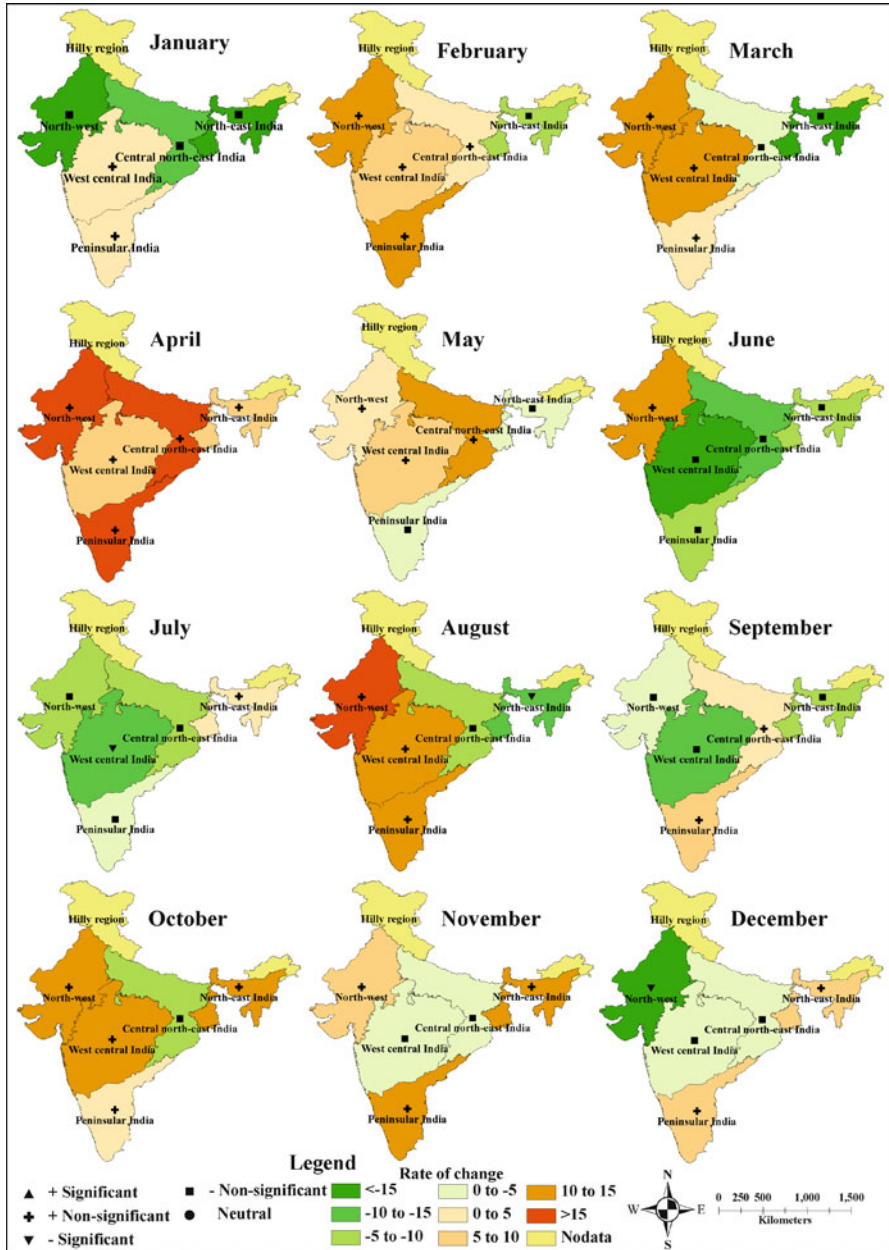 January
Hilly region
North-west
North-east India
Central north-east India
West central India
Peninsular India
February
Hilly region
North-west
North-east India
Central north-east India
West central India
Peninsular India
March
Hilly region
North-west
North-east India
Central north-east India
West central India
Peninsular India
April
Hilly region
North-west
North-east India
Central north-east India
West central India
Peninsular India
May
Hilly region
North-west
North-east India
Central north-east India
West central India
Peninsular India
June
Hilly region
North-west
North-east India
Central north-east India
West central India
Peninsular India
July
Hilly region
North-west
North-east India
Central north-east India
West central India
Peninsular India
August
Hilly region
North-west
North-east India
Central north-east India
West central India
Peninsular India
September
Hilly region
North-west
North-east India
Central north-east India
West central India
Peninsular India
October
Hilly region
North-west
North-east India
Central north-east India
West central India
Peninsular India
November
Hilly region
North-west
North-east India
Central north-east India
West central India
Peninsular India
December
Hilly region
North-west
North-east India
Central north-east India
West central India
Peninsular India
Legend
+ Significant
+ Non-significant
- Significant
- Non-significant
Neutral
Rate of change
<-15
-10 to -15
-5 to -10
0 to -5
0 to 5
5 to 10
10 to 15
>15
Nodata
N
W E
S
0 250 500 1,000 1,500
Kilometers